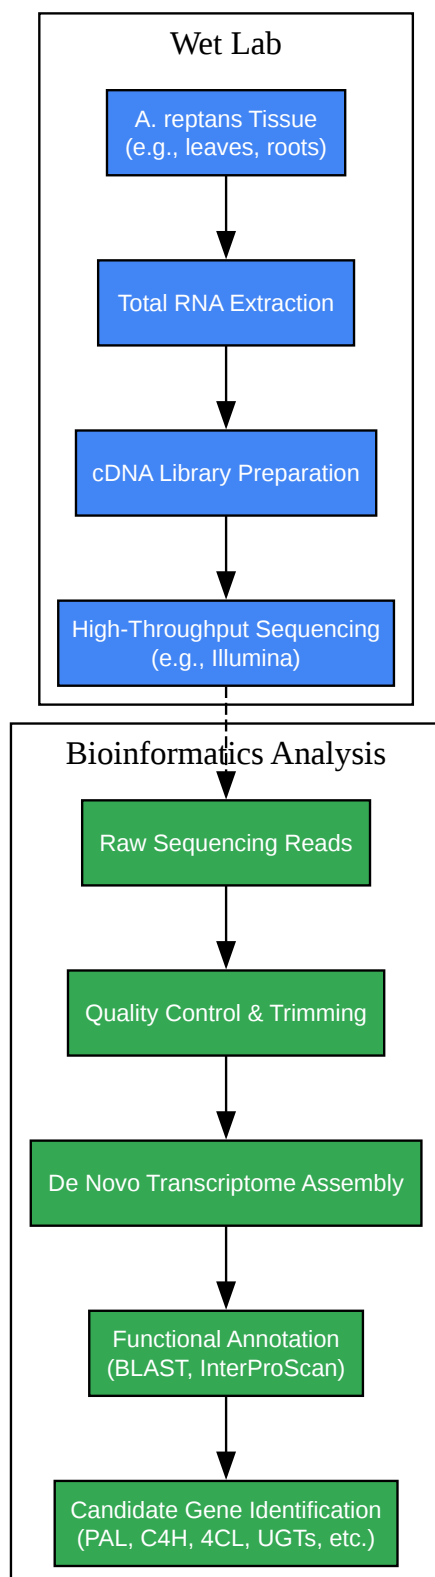 Wet Lab
A. reptans Tissue
(e.g., leaves, roots)
Total RNA Extraction
cDNA Library Preparation
High-Throughput Sequencing
(e.g., Illumina)
Bioinformatics Analysis
Raw Sequencing Reads
Quality Control & Trimming
De Novo Transcriptome Assembly
Functional Annotation
(BLAST, InterProScan)
Candidate Gene Identification
(PAL, C4H, 4CL, UGTs, etc.)